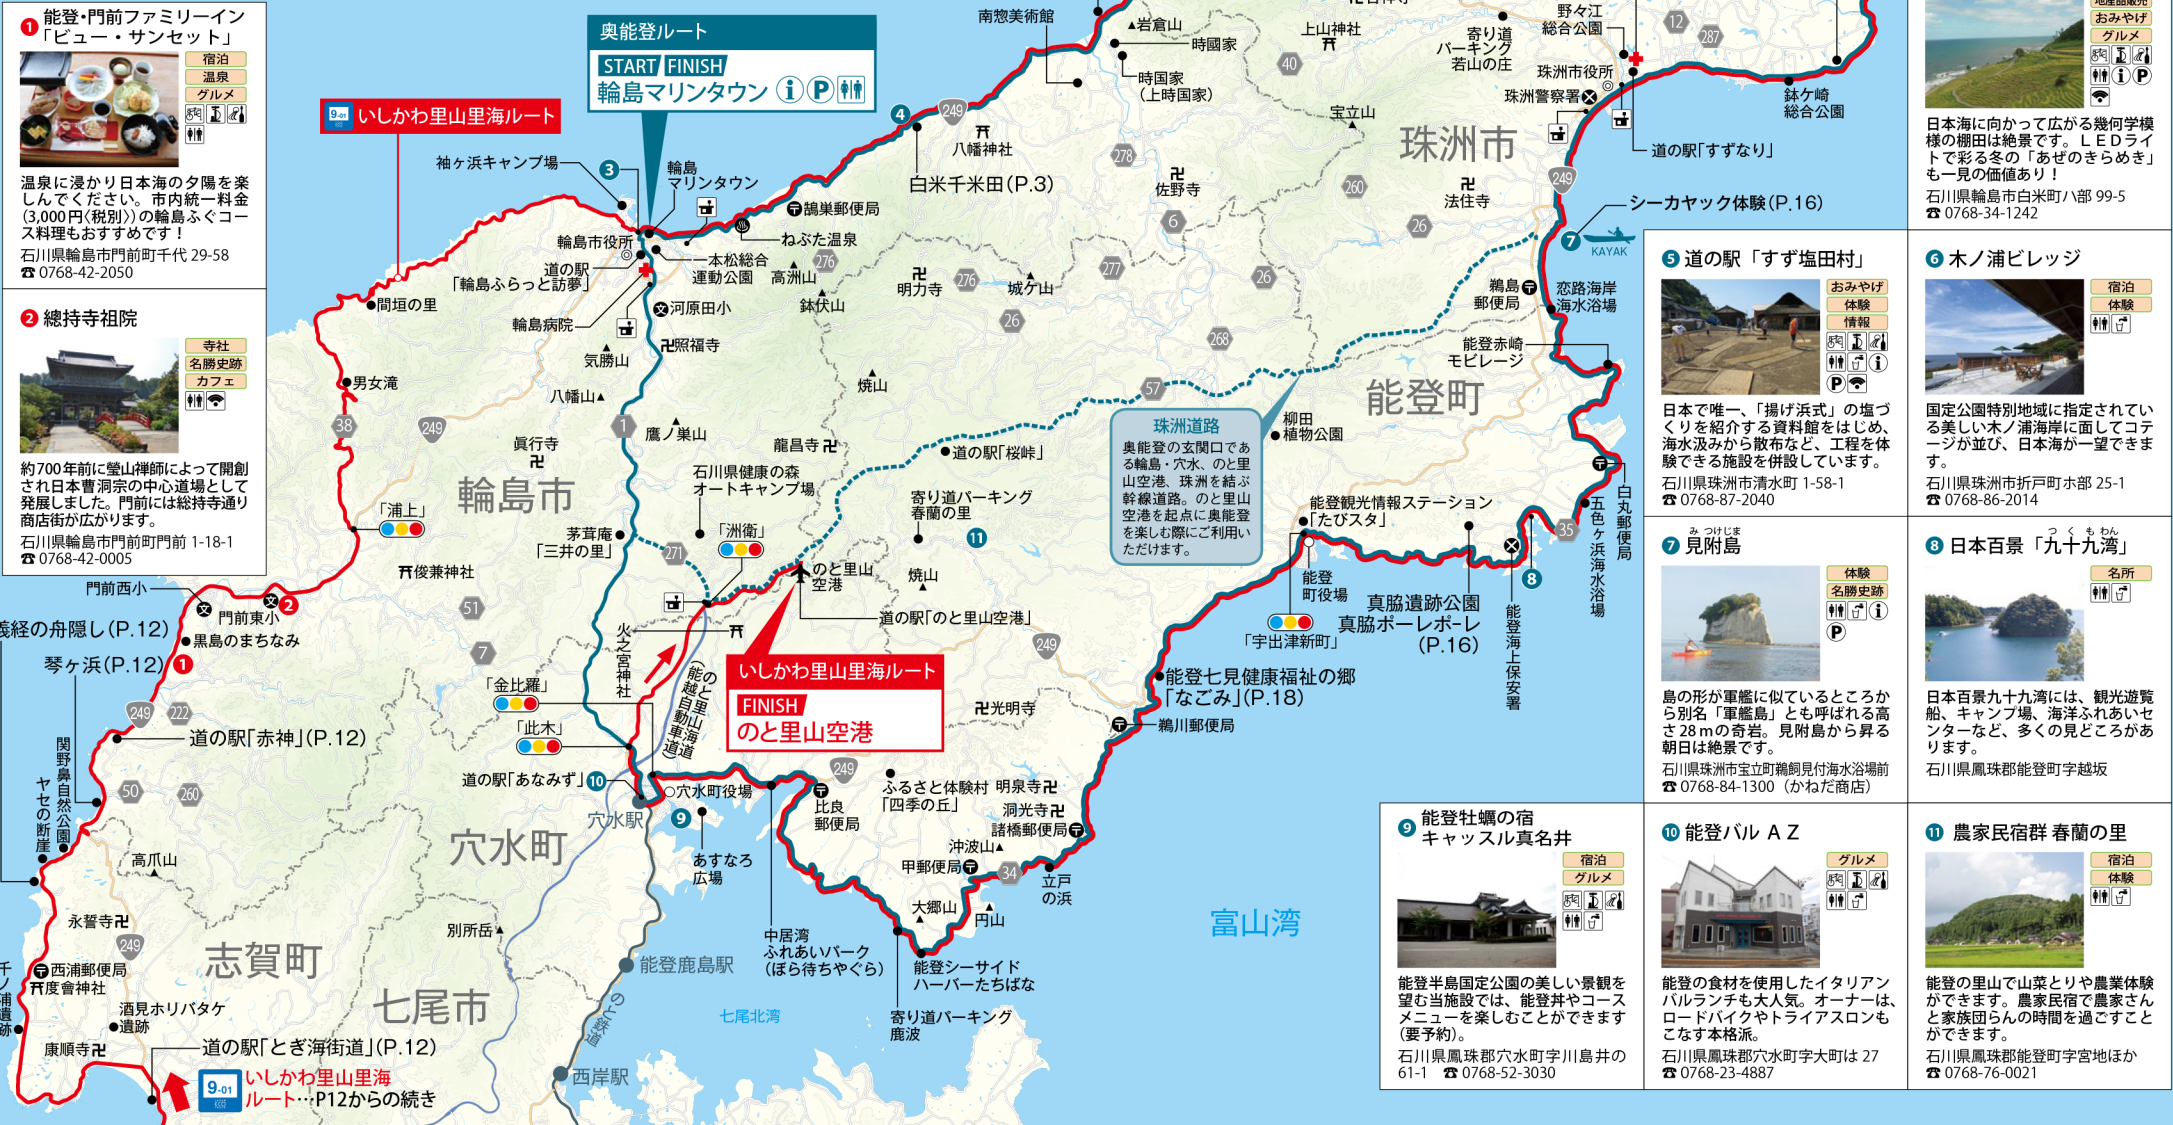 ❶ 能登・門前ファミリーイン
「ビュー・サンセット」
宿泊
温泉
グルメ
温泉に浸かり日本海の夕陽を楽
しんでください。市内統一料金
(3,000円〈税別〉)の輪島ふぐコー
ス料理もおすすめです！
石川県輪島市門前町千代 29-58
☎ 0768-42-2050
❷ 總持寺祖院
寺社
名勝史跡
カフェ
約700年前に瑩山禅師によって開創
され日本曹洞宗の中心道場として
発展しました。門前には総持寺通り
商店街が広がります。
石川県輪島市門前町門前 1-18-1
☎ 0768-42-0005
奥能登ルート
START/FINISH
輪島マリンタウン
i P
9-01 いしかわ里山里海ルート
南惣美術館
岩倉山
時國家
時国家
(上時国家)
上山神社
寄り道
パーキング
若山の庄
野々江
総合公園
珠洲市役所
珠洲警察署
鉢ケ崎
総合公園
道の駅「すずなり」
宝立山
珠洲市
八幡神社
白米千米田(P.3)
佐野寺
法住寺
シーカヤック体験(P.16)
KAYAK
袖ヶ浜キャンプ場
輪島
マリンタウン
鵠巣郵便局
ねぶた温泉
輪島市役所
道の駅
「輪島ふらっと訪夢」
本松総合
運動公園
高洲山
鉢伏山
明力寺
城ケ山
鵜島
郵便局
恋路海岸
海水浴場
能登赤崎
モビレージ
間垣の里
輪島病院
河原田小
気勝山
照福寺
男女滝
八幡山
焼山
鷹ノ巣山
能登町
珠洲道路
奥能登の玄関口であ
る輪島・穴水、のと里
山空港、珠洲を結ぶ
幹線道路。のと里山
空港を起点に奥能登
を楽しむ際にご利用い
ただけます。
柳田
植物公園
眞行寺
龍昌寺
道の駅「桜峠」
石川県健康の森
オートキャンプ場
輪島市
「浦上」
茅茸庵
「三井の里」
「洲衛」
寄り道パーキング
春蘭の里
能登観光情報ステーション
「たびスタ」
白丸郵便局
五色ヶ浜海水浴場
俊兼神社
のと里山
空港
焼山
能登
町役場
真脇遺跡公園
真脇ポーレポーレ
(P.16)
「宇出津新町」
能登海上保安署
門前西小
門前東小
黒島のまちなみ
義経の舟隠し(P.12)
琴ヶ浜(P.12)
道の駅「のと里山空港」
火之宮神社
いしかわ里山里海ルート
FINISH
のと里山空港
のと里山海道
(能越自動車道)
「金比羅」
「此木」
光明寺
能登七見健康福祉の郷
「なごみ」(P.18)
鵜川郵便局
道の駅「赤神」(P.12)
道の駅「あなみず」
穴水町役場
穴水駅
関野鼻自然公園
ヤセの断崖
穴水町
あすなろ
広場
比良
郵便局
ふるさと体験村
「四季の丘」
明泉寺
洞光寺
諸橋郵便局
沖波山
甲郵便局
立戸
の浜
大郷山
円山
高爪山
永誓寺
別所岳
中居湾
ふれあいパーク
(ぼら待ちやぐら)
能登シーサイド
ハーバーたちばな
富山湾
志賀町
七尾市
能登鹿島駅
西浦郵便局
度會神社
酒見ホリバタケ
遺跡
康順寺
のと鉄道
七尾北湾
寄り道パーキング
鹿波
道の駅「とぎ海街道」(P.12)
西岸駅
9-01
いしかわ里山里海
ルート…P12からの続き
おみやげ
グルメ
日本海に向かって広がる幾何学模
様の棚田は絶景です。ＬＥＤライ
トで彩る冬の「あぜのきらめき」
も一見の価値あり！
石川県輪島市白米町ハ部 99-5
☎ 0768-34-1242
❺ 道の駅「すず塩田村」
おみやげ
体験
情報
日本で唯一、「揚げ浜式」の塩づ
くりを紹介する資料館をはじめ、
海水汲みから散布など、工程を体
験できる施設を併設しています。
石川県珠洲市清水町 1-58-1
☎ 0768-87-2040
❻ 木ノ浦ビレッジ
宿泊
体験
国定公園特別地域に指定されてい
る美しい木ノ浦海岸に面してコテ
ージが並び、日本海が一望できま
す。
石川県珠洲市折戸町ホ部 25-1
☎ 0768-86-2014
みつけじま
❼ 見附島
体験
名勝史跡
島の形が軍艦に似ているところか
ら別名「軍艦島」とも呼ばれる高
さ28mの奇岩。見附島から昇る
朝日は絶景です。
石川県珠洲市宝立町鵜飼見付海水浴場前
☎ 0768-84-1300（かねだ商店）
つくもわん
❽ 日本百景「九十九湾」
名所
日本百景九十九湾には、観光遊覧
船、キャンプ場、海洋ふれあいセ
ンターなど、多くの見どころがあ
ります。
石川県鳳珠郡能登町字越坂
❾ 能登牡蠣の宿
キャッスル真名井
宿泊
グルメ
能登半島国定公園の美しい景観を
望む当施設では、能登丼やコース
メニューを楽しむことができます
(要予約)。
石川県鳳珠郡穴水町字川島井の
61-1 ☎ 0768-52-3030
❿ 能登バル ＡＺ
グルメ
能登の食材を使用したイタリアン
バルランチも大人気。オーナーは、
ロードバイクやトライアスロンも
こなす本格派。
石川県鳳珠郡穴水町字大町は 27
☎ 0768-23-4887
⓫ 農家民宿群 春蘭の里
宿泊
体験
能登の里山で山菜とりや農業体験
ができます。農家民宿で農家さん
と家族団らんの時間を過ごすこと
ができます。
石川県鳳珠郡能登町字宮地ほか
☎ 0768-76-0021